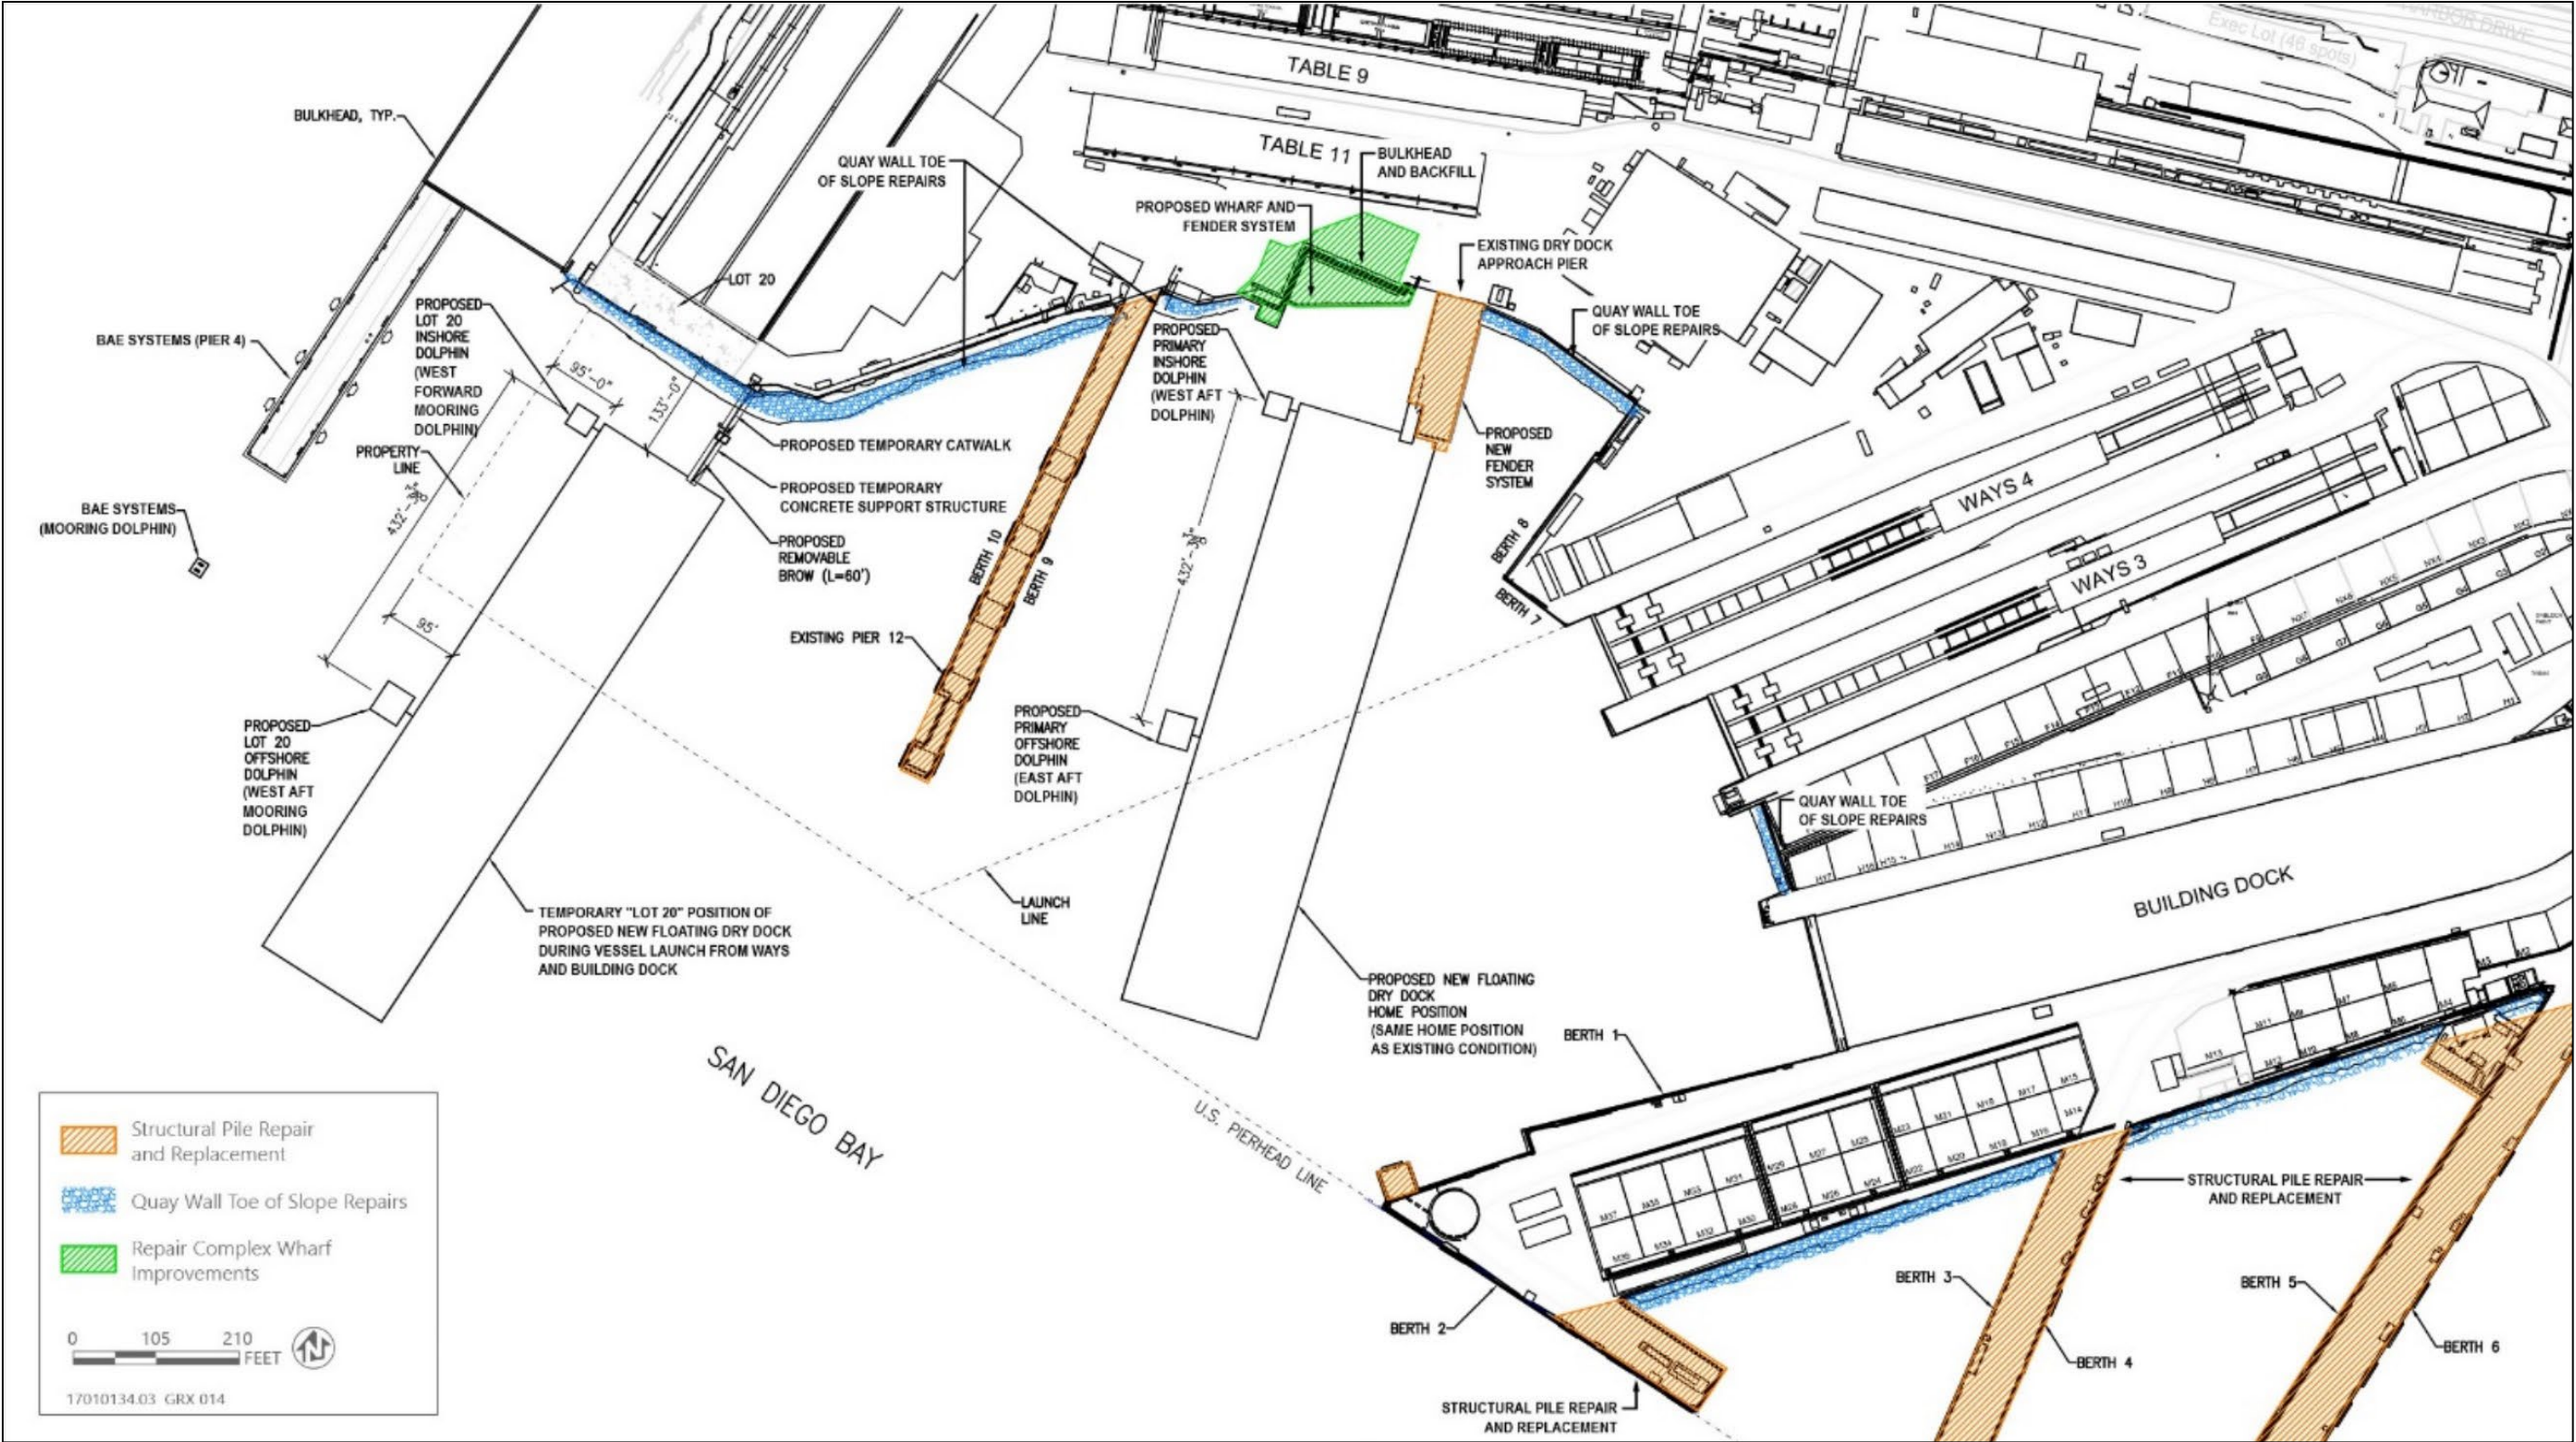 HARBOR DRIVE
Exec Lot (46 spots)
TABLE 9
TABLE 11
BULKHEAD, TYP.
QUAY WALL TOE
OF SLOPE REPAIRS
BULKHEAD
AND BACKFILL
PROPOSED WHARF AND
FENDER SYSTEM
EXISTING DRY DOCK
APPROACH PIER
LOT 20
QUAY WALL TOE
OF SLOPE REPAIRS
BAE SYSTEMS (PIER 4)
PROPOSED
LOT 20
INSHORE
DOLPHIN
(WEST
FORWARD
MOORING
DOLPHIN)
95'-0"
133'-0"
PROPOSED
PRIMARY
INSHORE
DOLPHIN
(WEST AFT
DOLPHIN)
PROPERTY
LINE
PROPOSED TEMPORARY CATWALK
PROPOSED TEMPORARY
CONCRETE SUPPORT STRUCTURE
PROPOSED
REMOVABLE
BROW (L=60')
PROPOSED
NEW
FENDER
SYSTEM
BAE SYSTEMS
(MOORING DOLPHIN)
95'
BERTH 10
BERTH 9
BERTH 8
BERTH 7
WAYS 4
WAYS 3
EXISTING PIER 12
PROPOSED
LOT 20
OFFSHORE
DOLPHIN
(WEST AFT
MOORING
DOLPHIN)
PROPOSED
PRIMARY
OFFSHORE
DOLPHIN
(EAST AFT
DOLPHIN)
QUAY WALL TOE
OF SLOPE REPAIRS
BUILDING DOCK
LAUNCH
LINE
TEMPORARY "LOT 20" POSITION OF
PROPOSED NEW FLOATING DRY DOCK
DURING VESSEL LAUNCH FROM WAYS
AND BUILDING DOCK
PROPOSED NEW FLOATING
DRY DOCK
HOME POSITION
(SAME HOME POSITION
AS EXISTING CONDITION)
BERTH 1
SAN DIEGO BAY
U.S. PIERHEAD LINE
STRUCTURAL PILE REPAIR
AND REPLACEMENT
BERTH 3
BERTH 5
BERTH 2
BERTH 4
BERTH 6
STRUCTURAL PILE REPAIR
AND REPLACEMENT
Structural Pile Repair
and Replacement
Quay Wall Toe of Slope Repairs
Repair Complex Wharf
Improvements
0 105 210
FEET
N
17010134.03 GRX 014